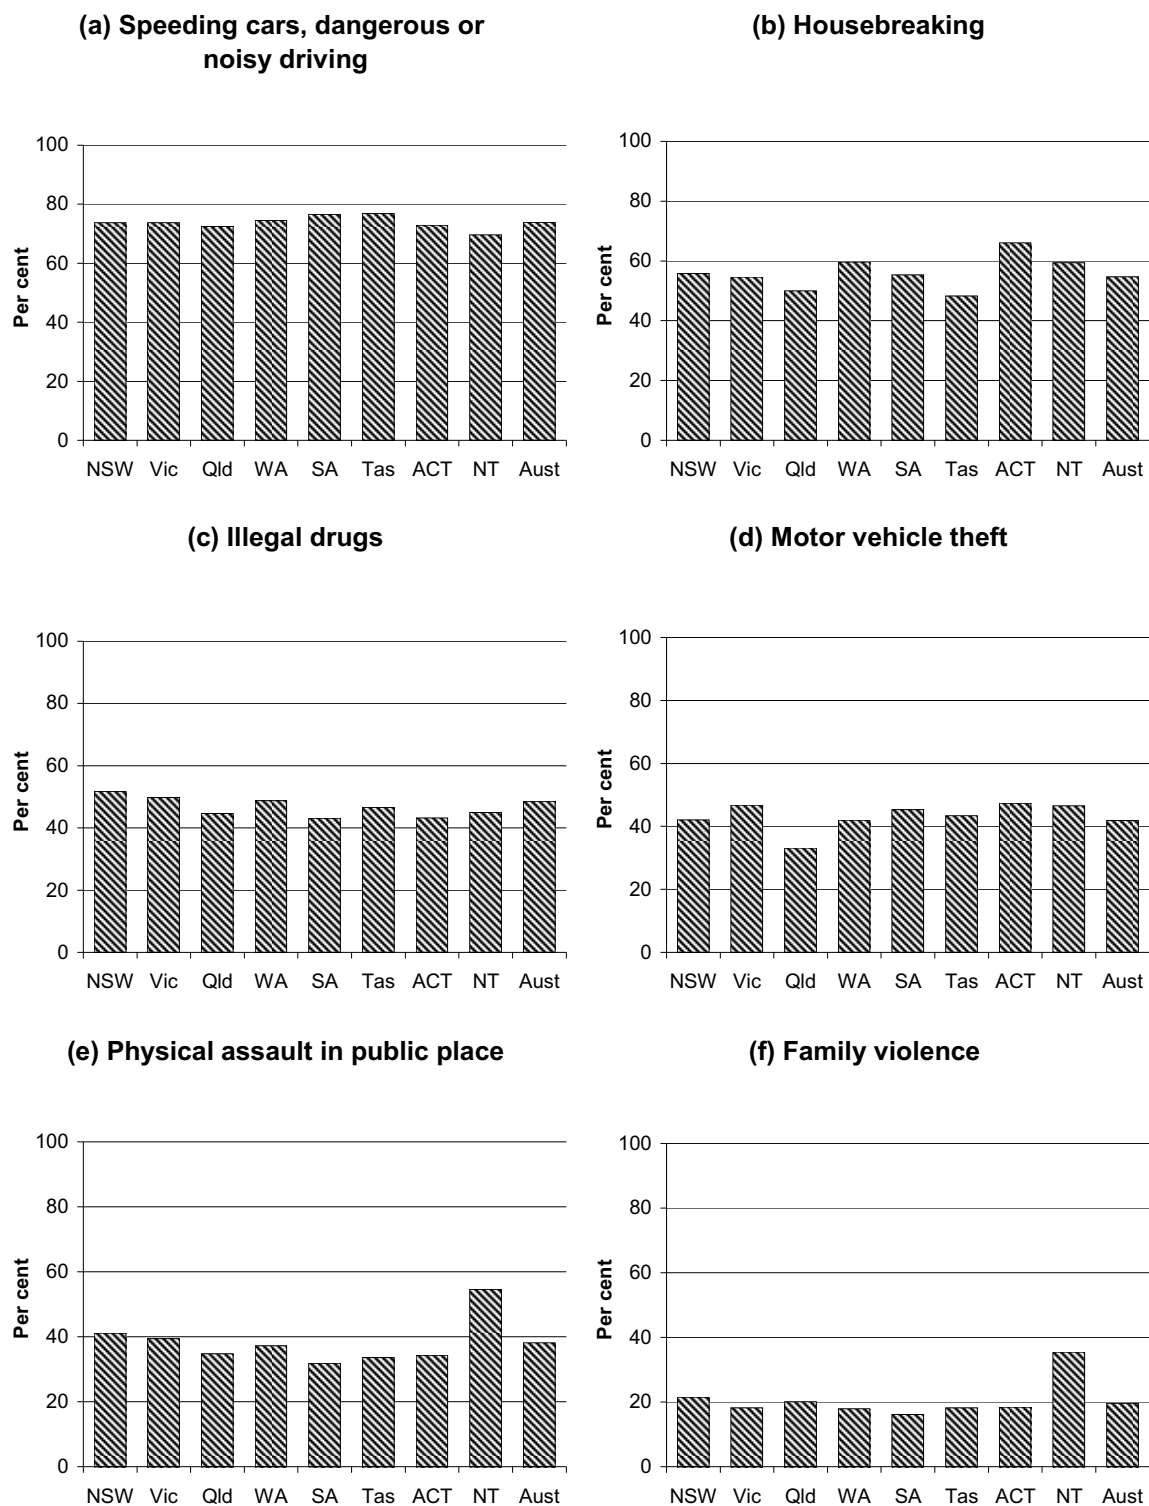 (a) Speeding cars, dangerous or
noisy driving
100
80
60
40
20
0
Per cent
NSW Vic Qld WA SA Tas ACT NT Aust
(b) Housebreaking
100
80
60
40
20
0
Per cent
NSW Vic Qld WA SA Tas ACT NT Aust
(c) Illegal drugs
100
80
60
40
20
0
Per cent
NSW Vic Qld WA SA Tas ACT NT Aust
(d) Motor vehicle theft
100
80
60
40
20
0
Per cent
NSW Vic Qld WA SA Tas ACT NT Aust
(e) Physical assault in public place
100
80
60
40
20
0
Per cent
NSW Vic Qld WA SA Tas ACT NT Aust
(f) Family violence
100
80
60
40
20
0
Per cent
NSW Vic Qld WA SA Tas ACT NT Aust